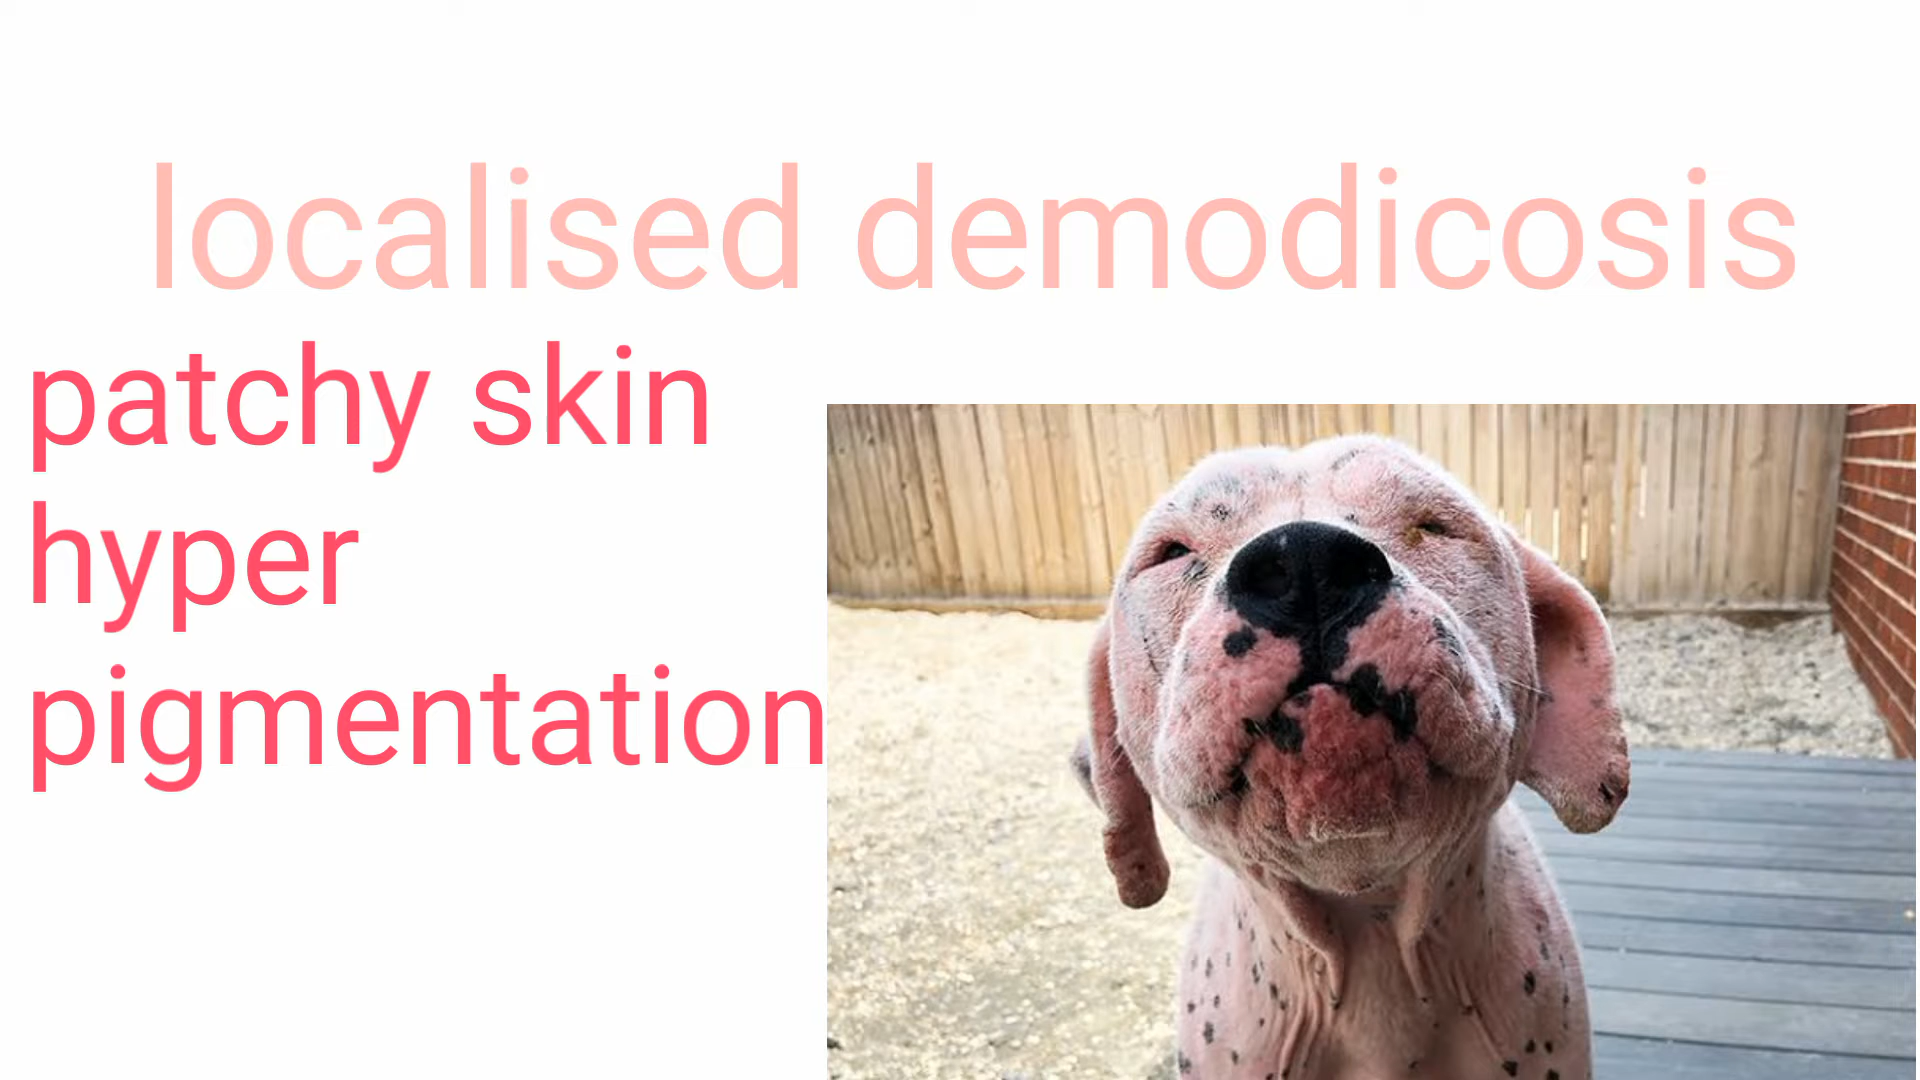 localised demodicosis
patchy skin
hyper
pigmentation